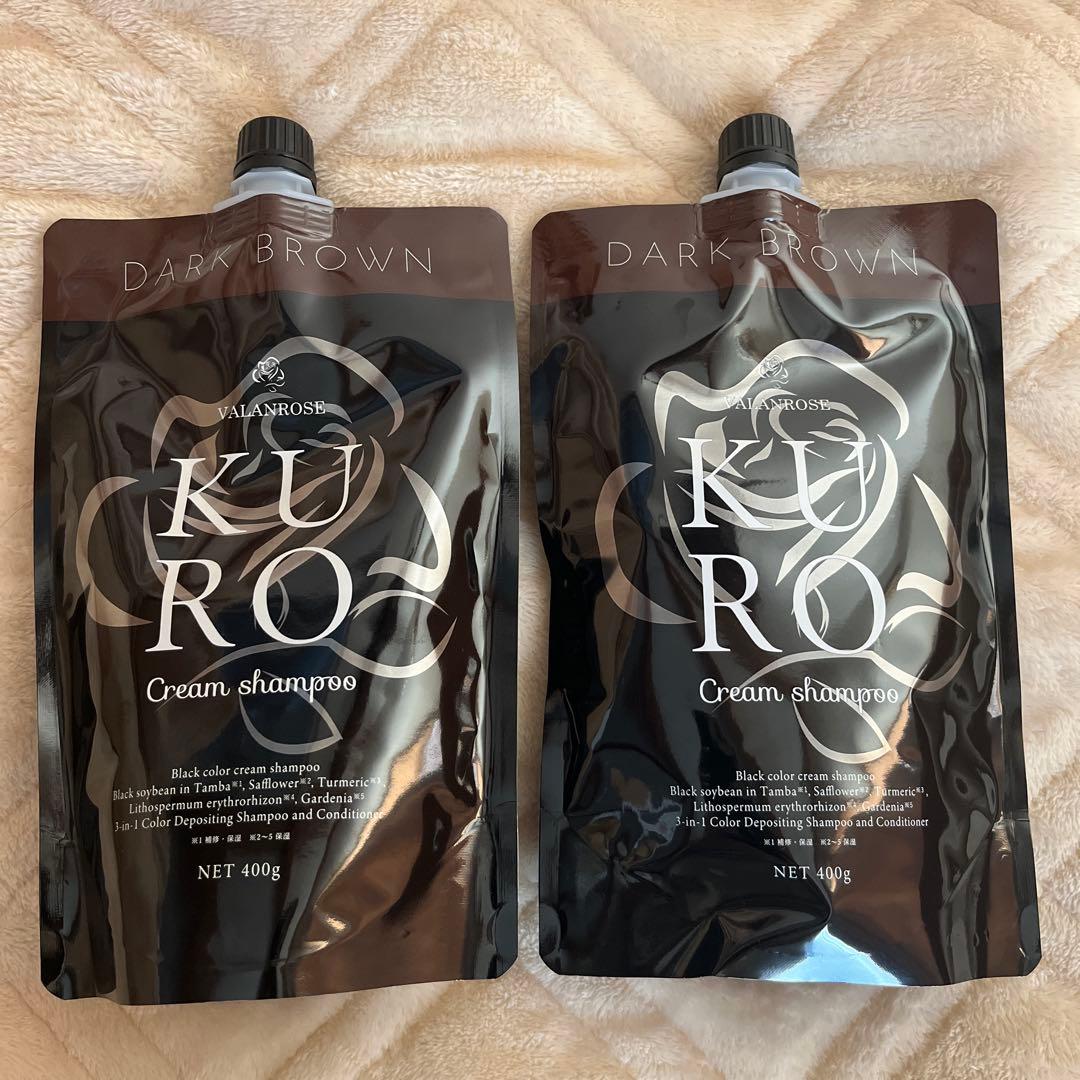 DARK BROWN
VALANROSE
KU
RO
Cream shampoo
Black color cream shampoo
Black soybean in Tamba※1, Safflower※2, Turmeric※3,
Lithospermum erythrorhizon※4, Gardenia※5
3-in-1 Color Depositing Shampoo and Conditioner
※1 補修・保湿 ※2～5 保湿
NET 400g
DARK BROWN
VALANROSE
KU
RO
Cream shampoo
Black color cream shampoo
Black soybean in Tamba※1, Safflower※2, Turmeric※3,
Lithospermum erythrorhizon※4, Gardenia※5
3-in-1 Color Depositing Shampoo and Conditioner
※1 補修・保湿 ※2～5 保湿
NET 400g